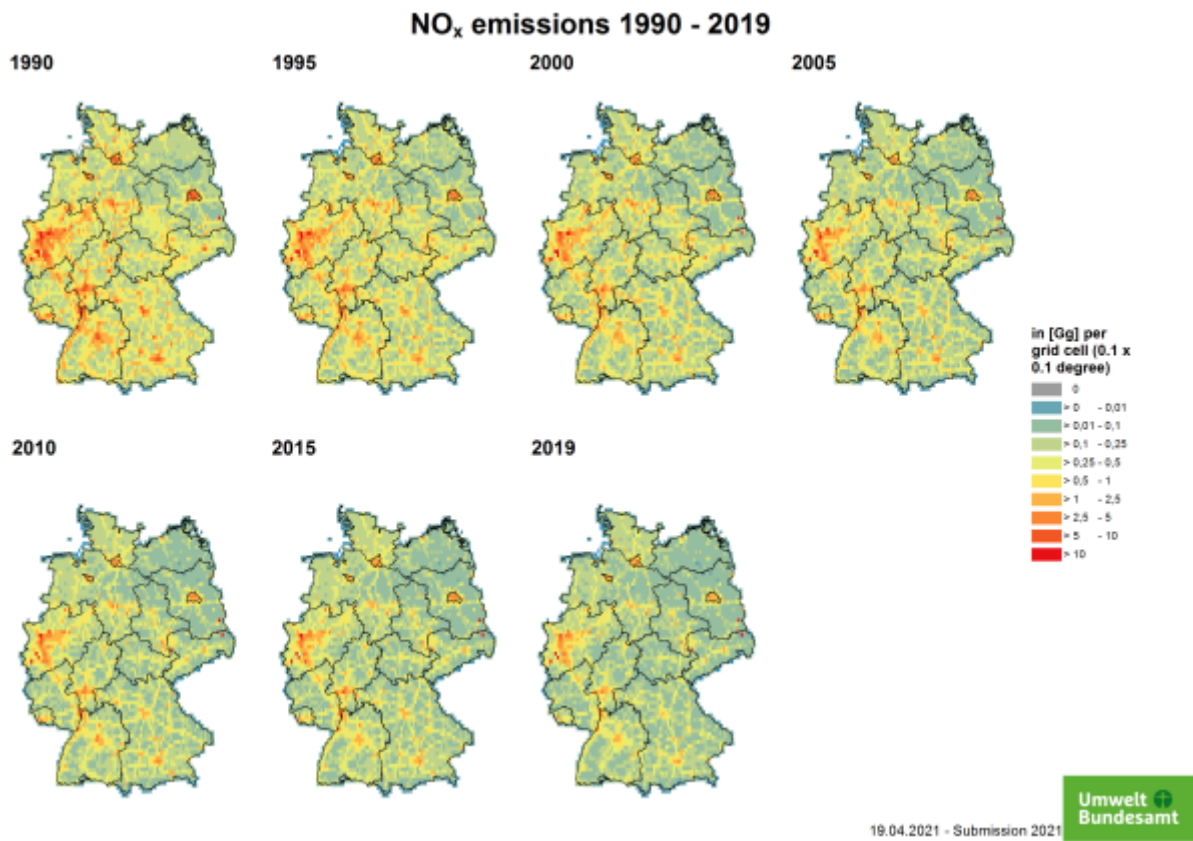 NOₓ emissions 1990 - 2019
1990
1995
2000
2005
in [Gg] per
grid cell (0.1 x
0.1 degree)
0
> 0 - 0,01
> 0,01 - 0,1
> 0,1 - 0,25
> 0,25 - 0,5
> 0,5 - 1
> 1 - 2,5
> 2,5 - 5
> 5 - 10
> 10
2010
2015
2019
19.04.2021 - Submission 2021
Umwelt
Bundesamt